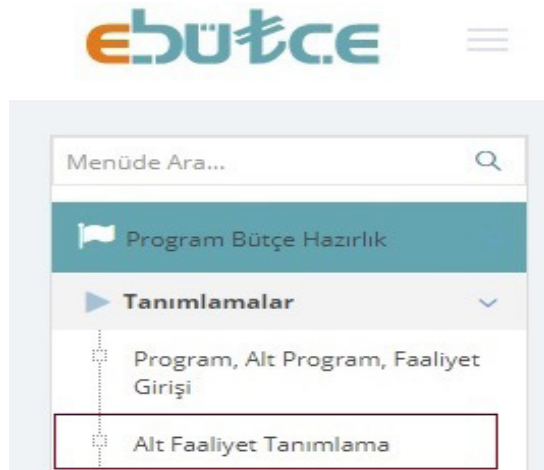 ebütçe
Menüde Ara...
Program Bütçe Hazırlık
Tanımlamalar
Program, Alt Program, Faaliyet
Girişi
Alt Faaliyet Tanımlama